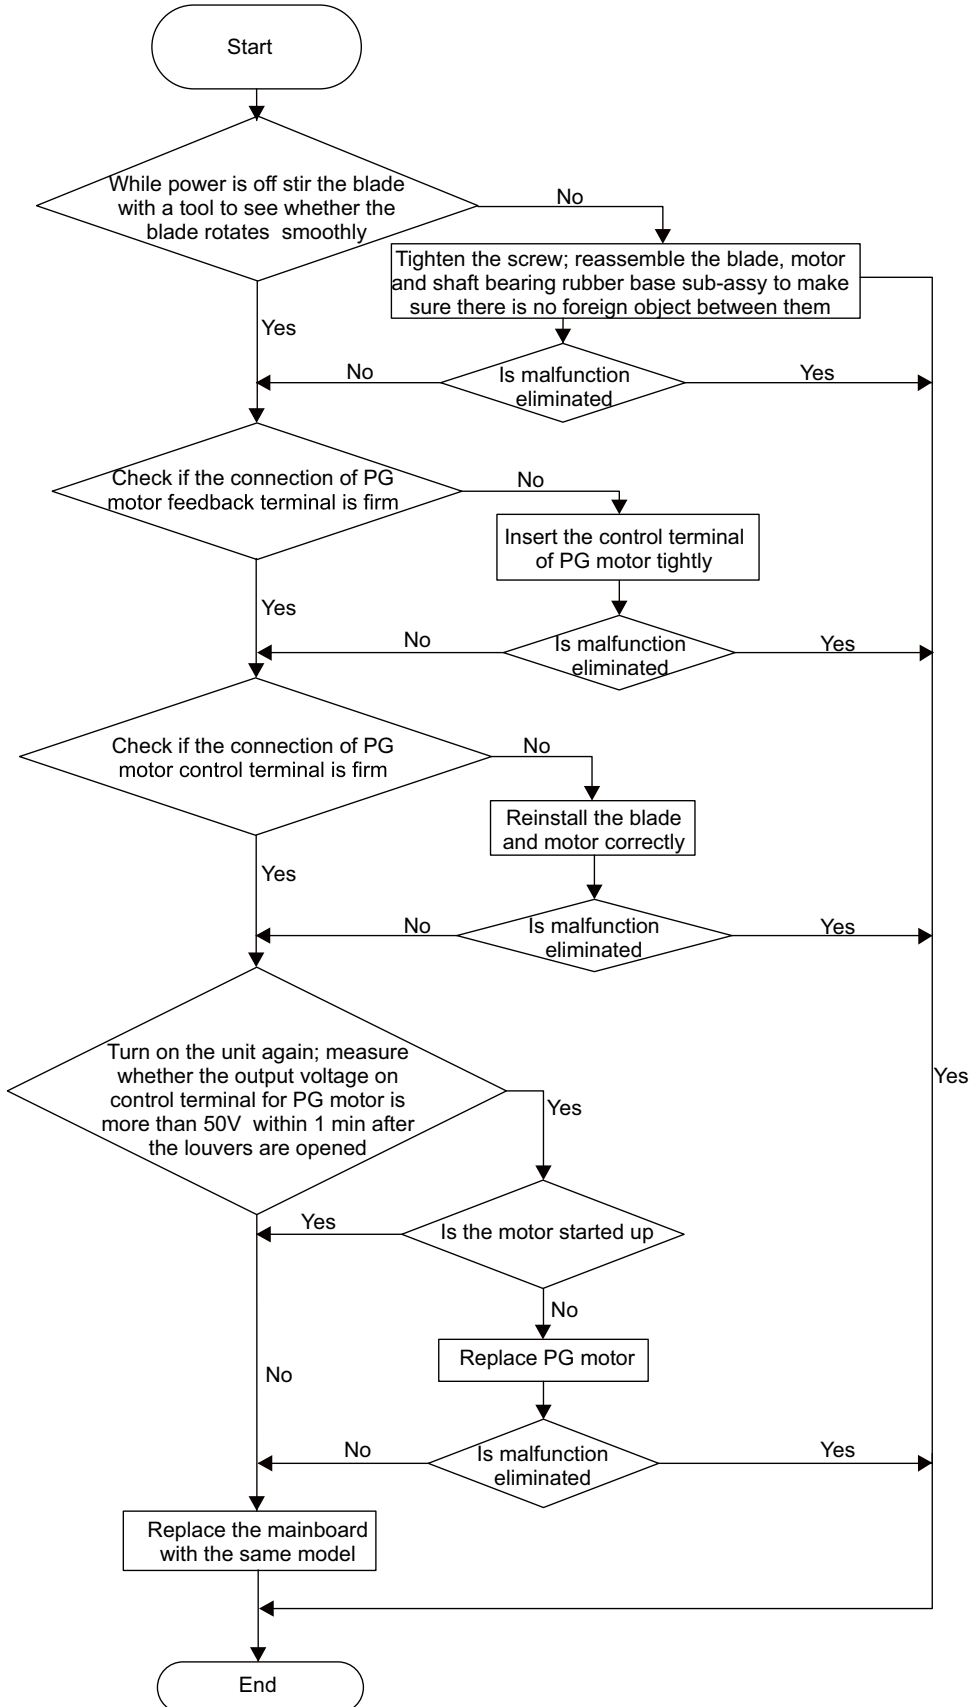 Start
While power is off stir the blade
with a tool to see whether the
blade rotates smoothly
No
Tighten the screw; reassemble the blade, motor
and shaft bearing rubber base sub-assy to make
sure there is no foreign object between them
Yes
No
Is malfunction
eliminated
Yes
Check if the connection of PG
motor feedback terminal is firm
No
Insert the control terminal
of PG motor tightly
Yes
No
Is malfunction
eliminated
Yes
Check if the connection of PG
motor control terminal is firm
No
Reinstall the blade
and motor correctly
Yes
No
Is malfunction
eliminated
Yes
Turn on the unit again; measure
whether the output voltage on
control terminal for PG motor is
more than 50V within 1 min after
the louvers are opened
Yes
Yes
Yes
Is the motor started up
No
Replace PG motor
No
No
Is malfunction
eliminated
Yes
Replace the mainboard
with the same model
End